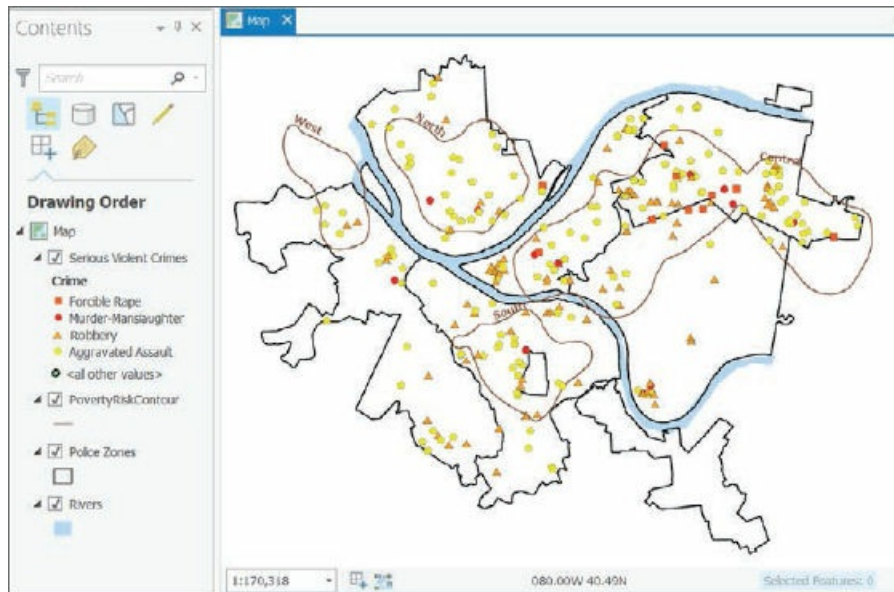 Contents
Map
Search
Drawing Order
Map
Serious Violent Crimes
Crime
Forcible Rape
Murder-Manslaughter
Robbery
Aggravated Assault
<all other values>
PovertyRiskContour
Police Zones
Rivers
West
North
Central
South
1:170,318
080.00W 40.49N
Selected Features: 0